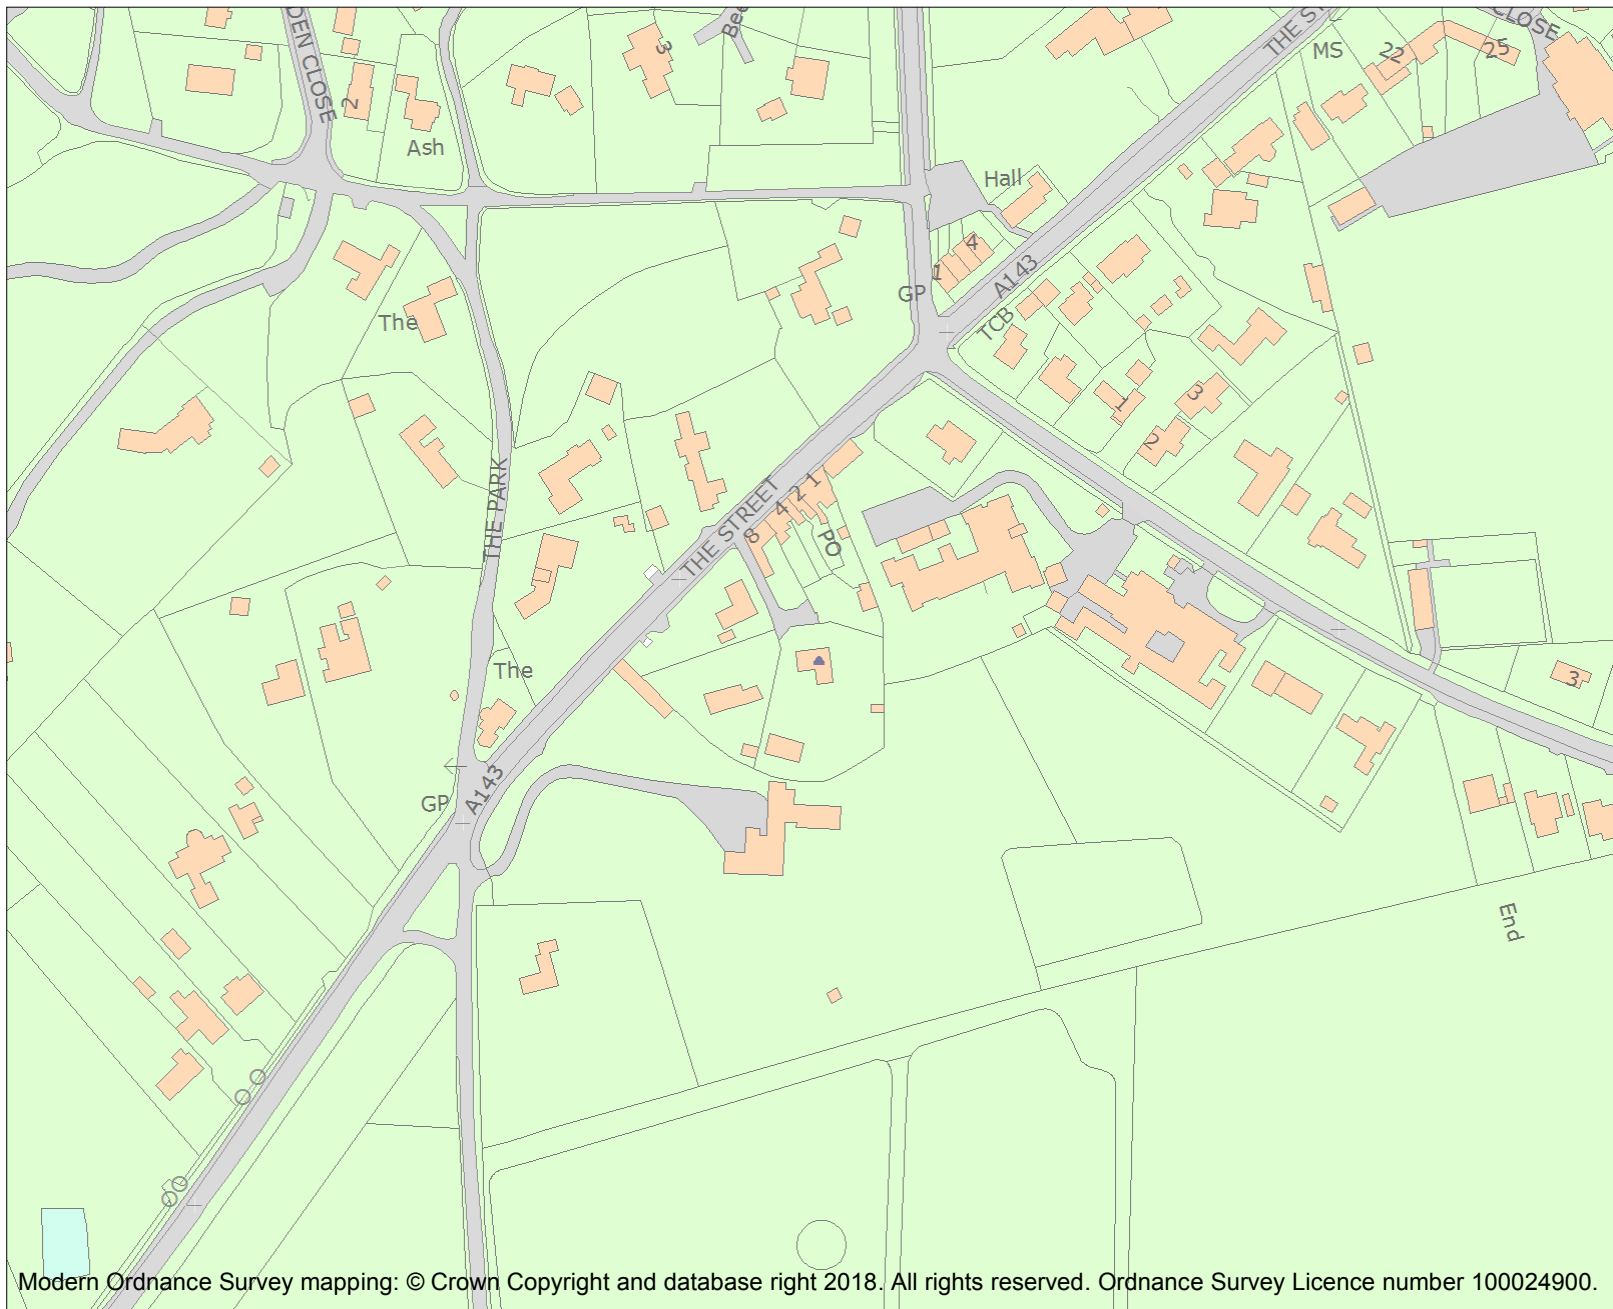 DEN CLOSE
2
Ash
3
Bee
THE ST
MS
22
25
CLOSE
Hall
4
1
GP
A143
TCB
The
1
3
2
THE PARK
THE STREET
8
4
2
1
PO
The
3
GP
A143
End
Modern Ordnance Survey mapping: © Crown Copyright and database right 2018. All rights reserved. Ordnance Survey Licence number 100024900.